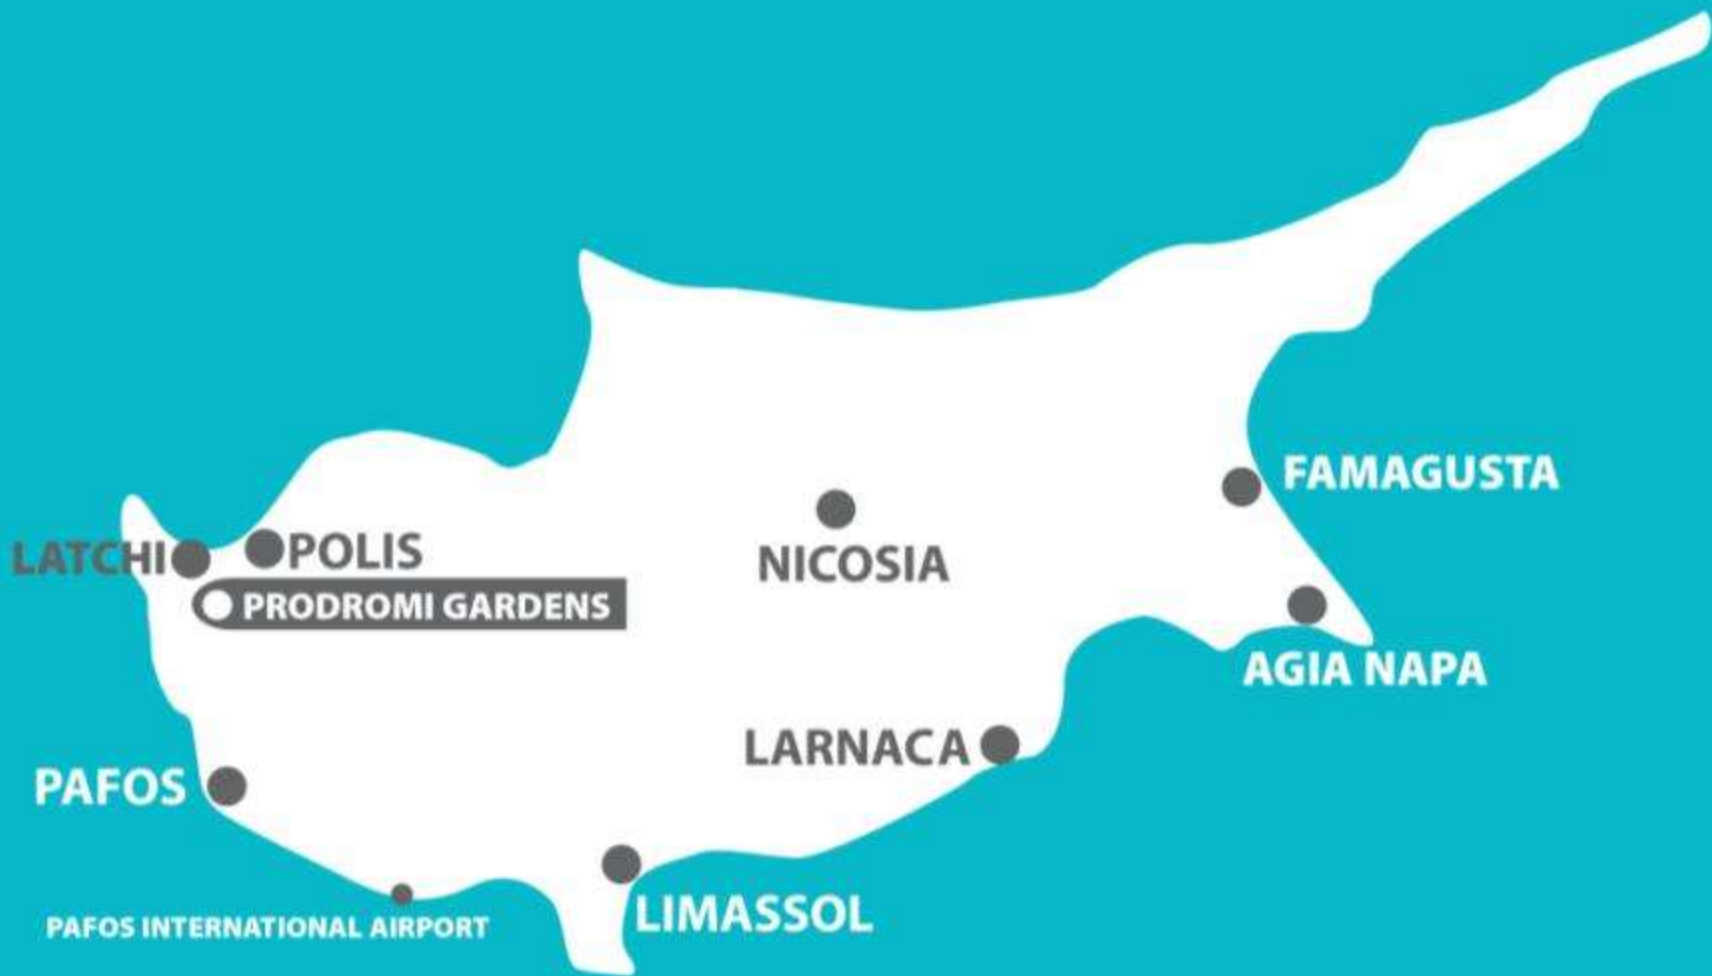 FAMAGUSTA
LATCHI
POLIS
NICOSIA
PRODROMI GARDENS
AGIA NAPA
LARNACA
PAFOS
LIMASSOL
PAFOS INTERNATIONAL AIRPORT